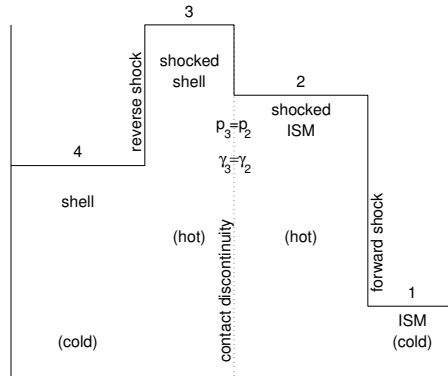 3
shocked
shell
reverse shock
2
shocked
ISM
p3=p2
γ3=γ2
4
shell
(hot)
(hot)
contact discontinuity
forward shock
1
ISM
(cold)
(cold)